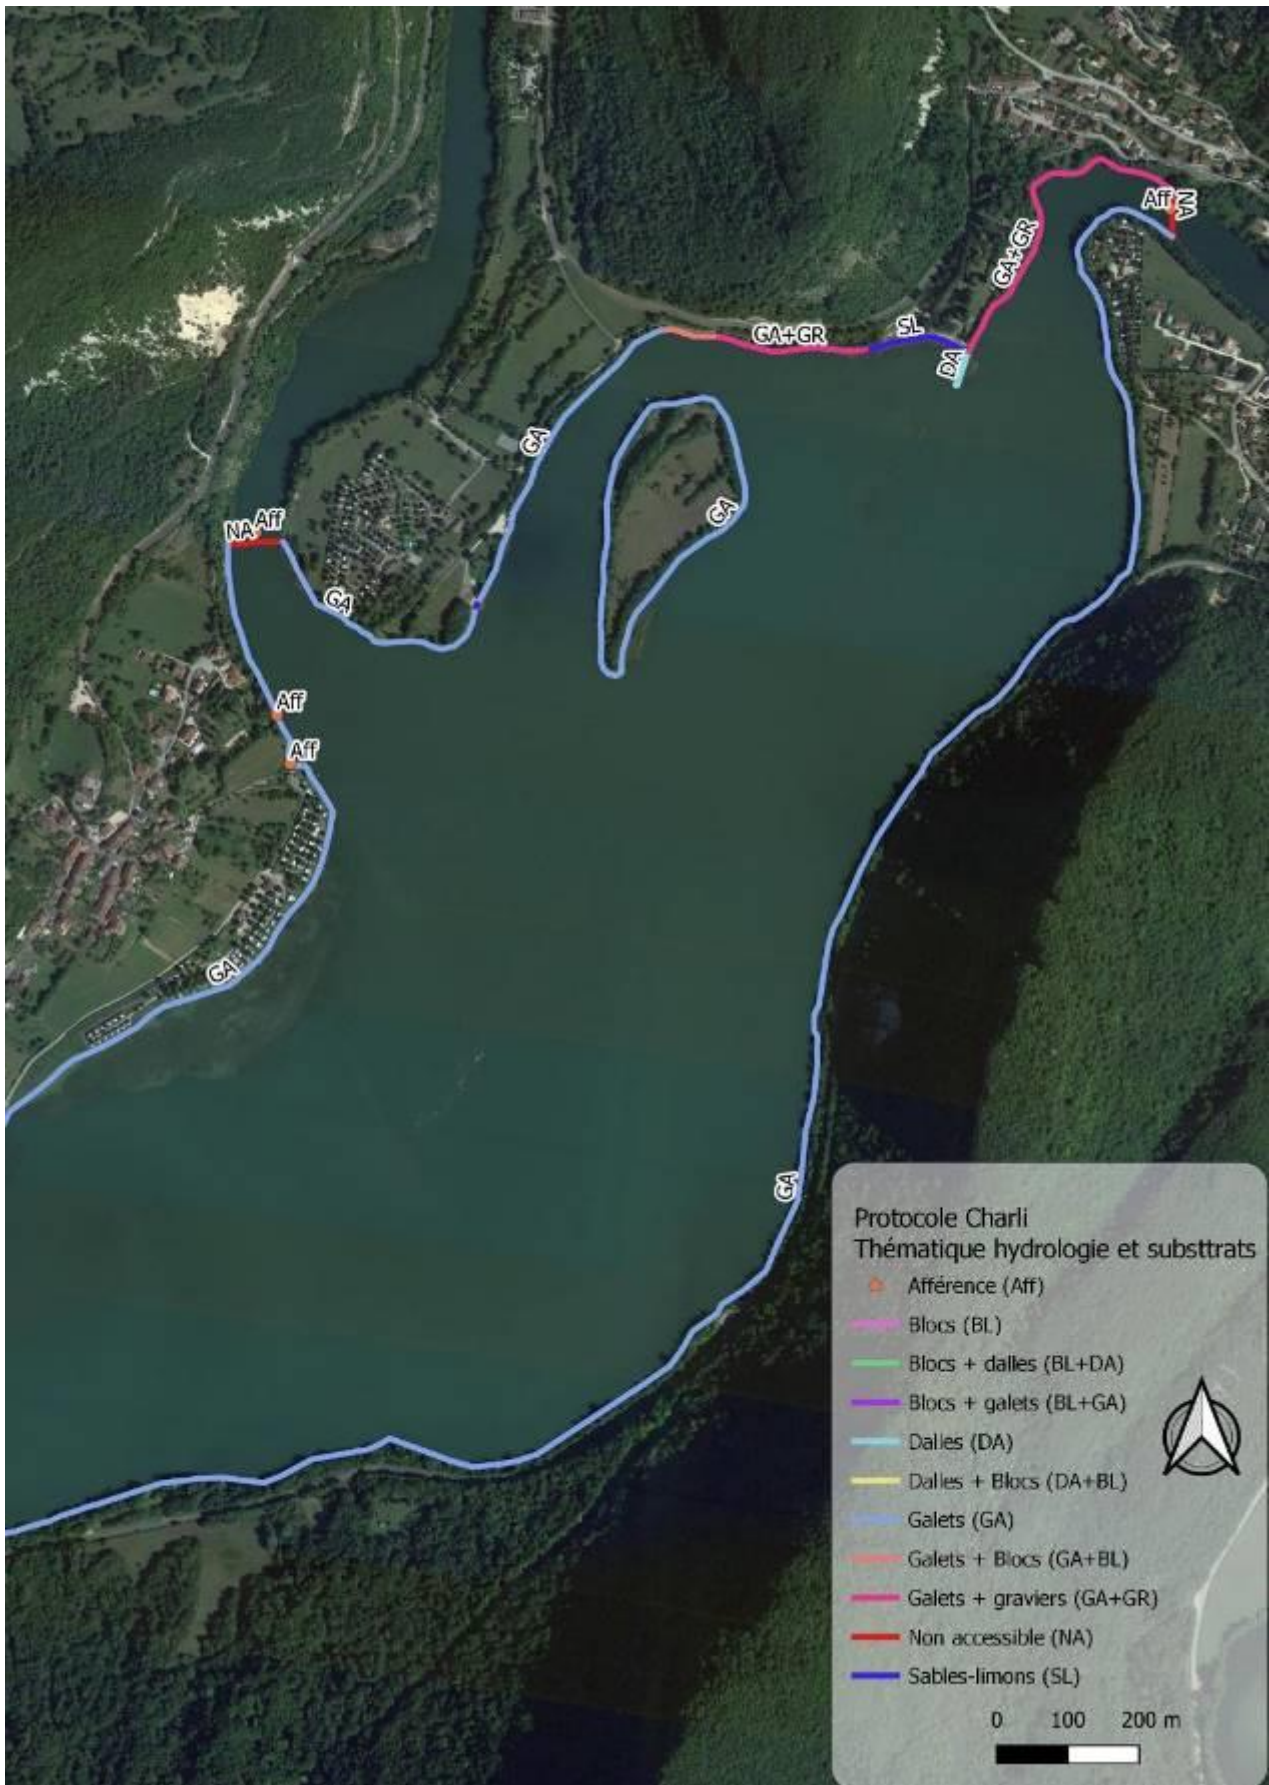 Aff
NA
GA+GR
SL
GA+GR
DA
GA
GA
NA
Aff
GA
Aff
Aff
GA
GA
Protocole Charli
Thématique hydrologie et substtrats
Afférence (Aff)
Blocs (BL)
Blocs + dalles (BL+DA)
Blocs + galets (BL+GA)
Dalles (DA)
Dalles + Blocs (DA+BL)
Galets (GA)
Galets + Blocs (GA+BL)
Galets + graviers (GA+GR)
Non accessible (NA)
Sables-limons (SL)
0 100 200 m